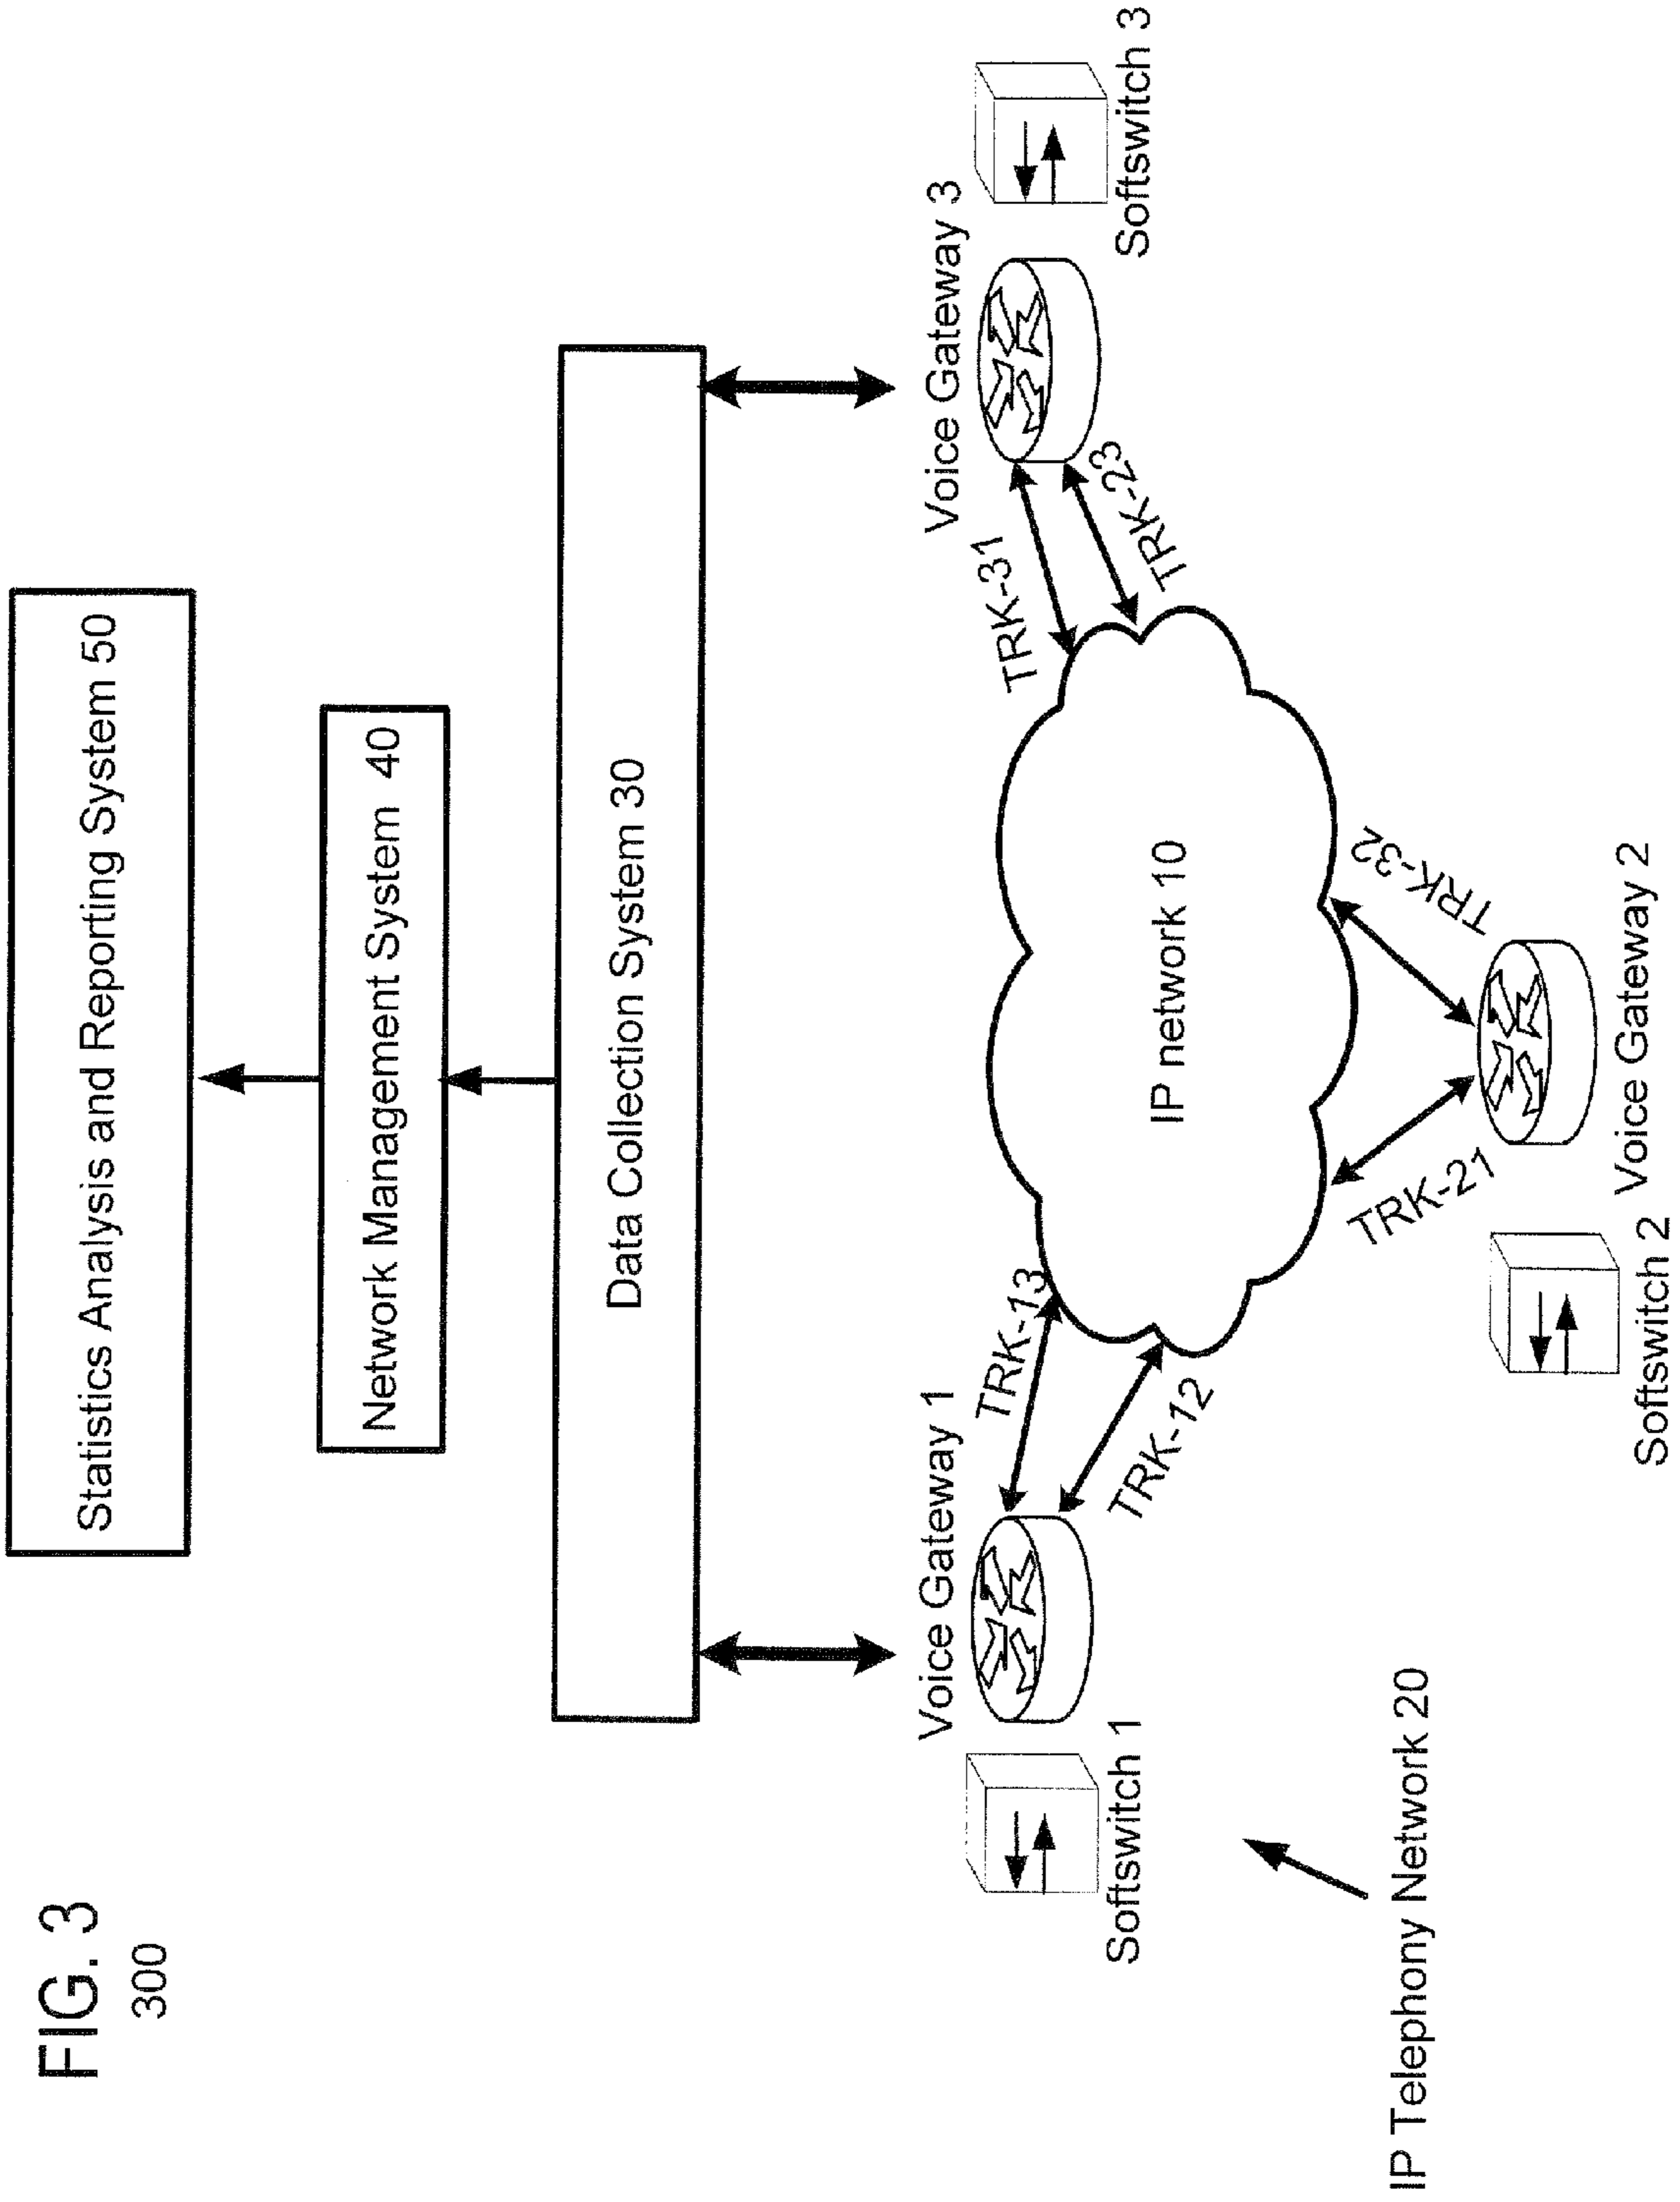 FIG. 3
300
Statistics Analysis and Reporting System 50
Network Management System 40
Data Collection System 30
Voice Gateway 1
Voice Gateway 3
Softswitch 1
Softswitch 3
TRK-13
TRK-31
TRK-12
TRK-23
IP network 10
TRK-21
TRK-32
Softswitch 2
Voice Gateway 2
IP Telephony Network 20